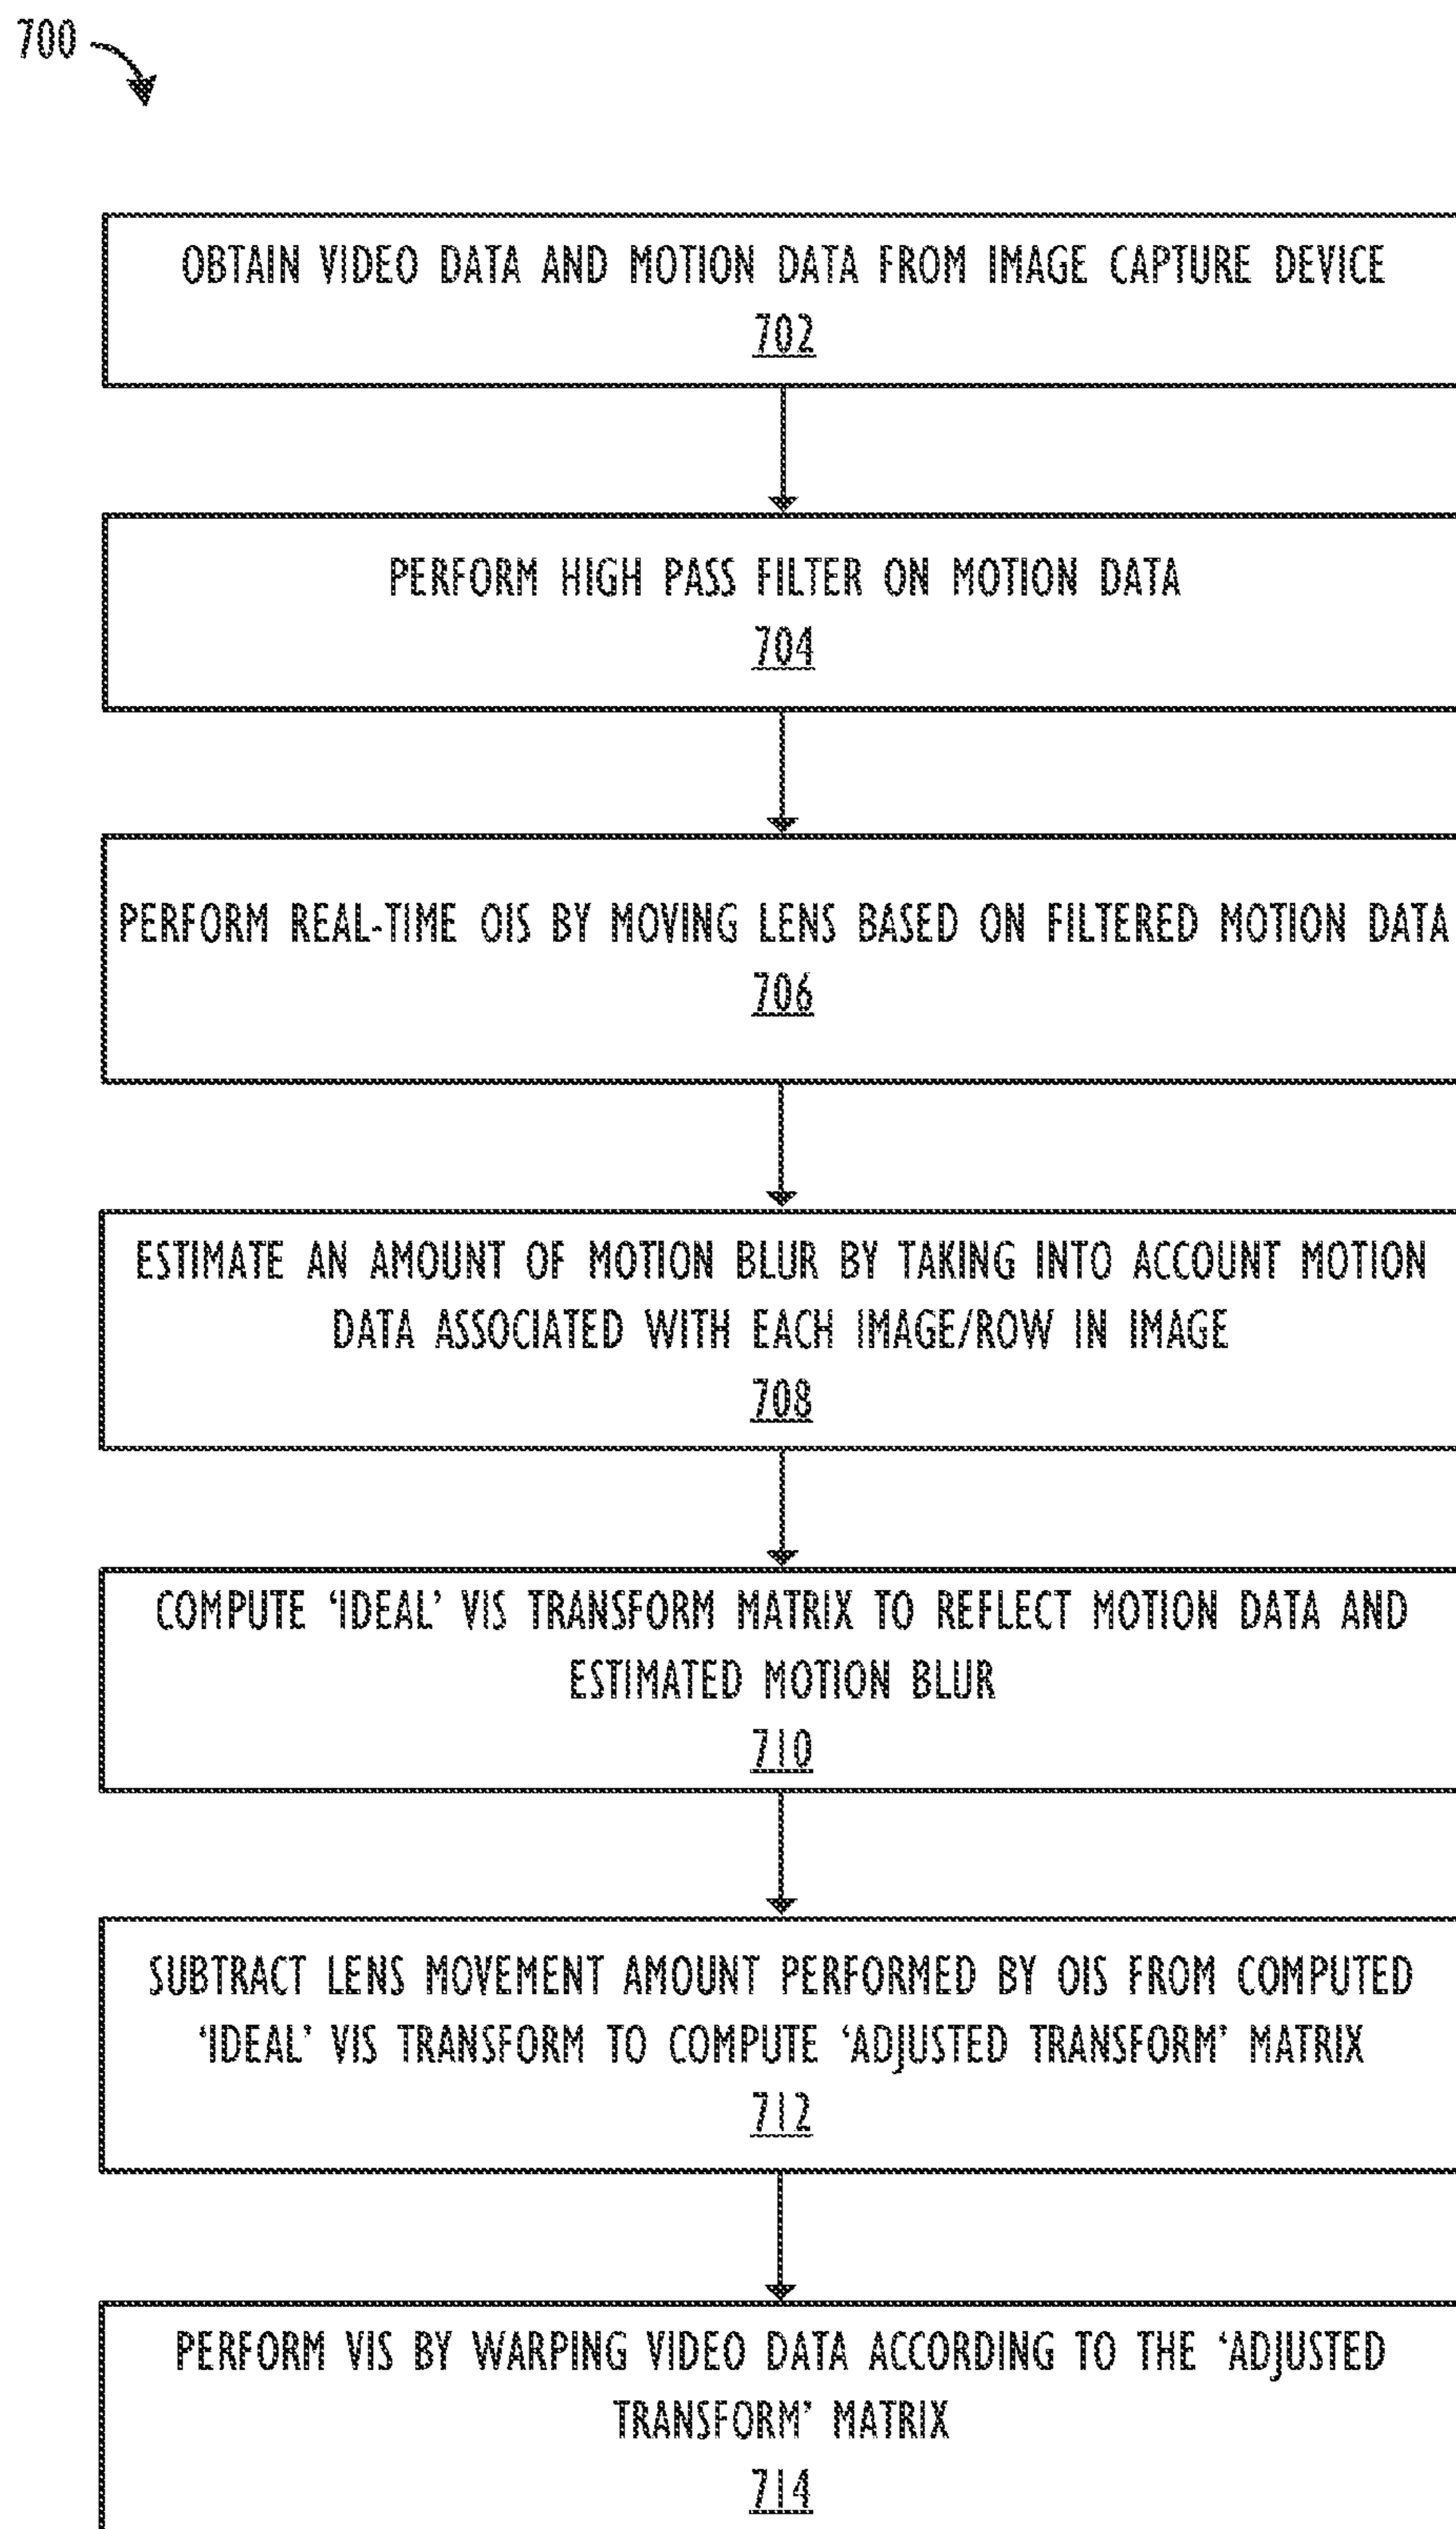 700
OBTAIN VIDEO DATA AND MOTION DATA FROM IMAGE CAPTURE DEVICE
702
PERFORM HIGH PASS FILTER ON MOTION DATA
704
PERFORM REAL-TIME OIS BY MOVING LENS BASED ON FILTERED MOTION DATA
706
ESTIMATE AN AMOUNT OF MOTION BLUR BY TAKING INTO ACCOUNT MOTION
DATA ASSOCIATED WITH EACH IMAGE/ROW IN IMAGE
708
COMPUTE ‘IDEAL’ VIS TRANSFORM MATRIX TO REFLECT MOTION DATA AND
ESTIMATED MOTION BLUR
710
SUBTRACT LENS MOVEMENT AMOUNT PERFORMED BY OIS FROM COMPUTED
‘IDEAL’ VIS TRANSFORM TO COMPUTE ‘ADJUSTED TRANSFORM’ MATRIX
712
PERFORM VIS BY WARPING VIDEO DATA ACCORDING TO THE ‘ADJUSTED
TRANSFORM’ MATRIX
714